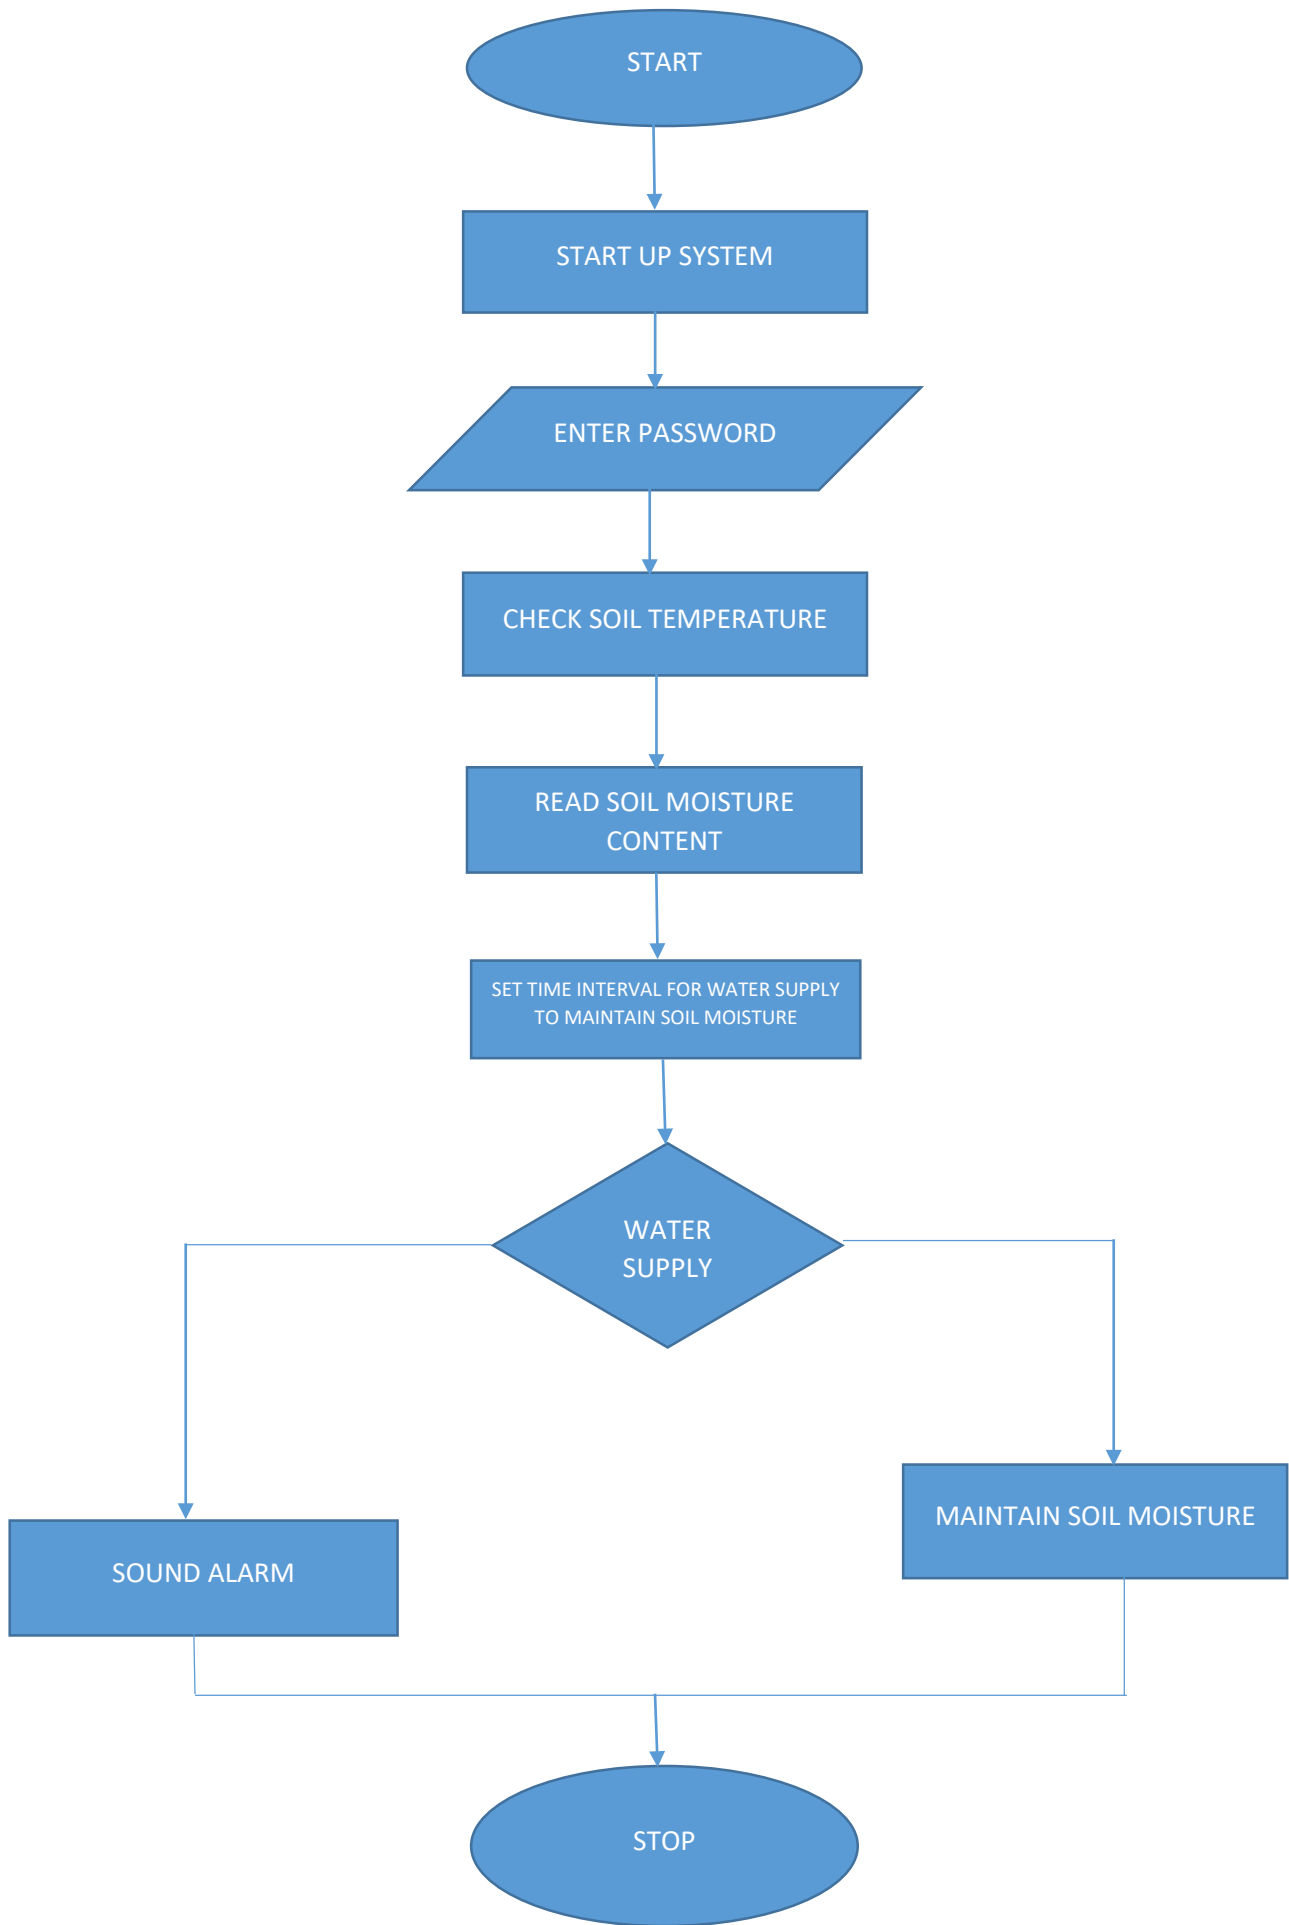 START
START UP SYSTEM
ENTER PASSWORD
CHECK SOIL TEMPERATURE
READ SOIL MOISTURE
CONTENT
SET TIME INTERVAL FOR WATER SUPPLY
TO MAINTAIN SOIL MOISTURE
WATER
SUPPLY
MAINTAIN SOIL MOISTURE
SOUND ALARM
STOP